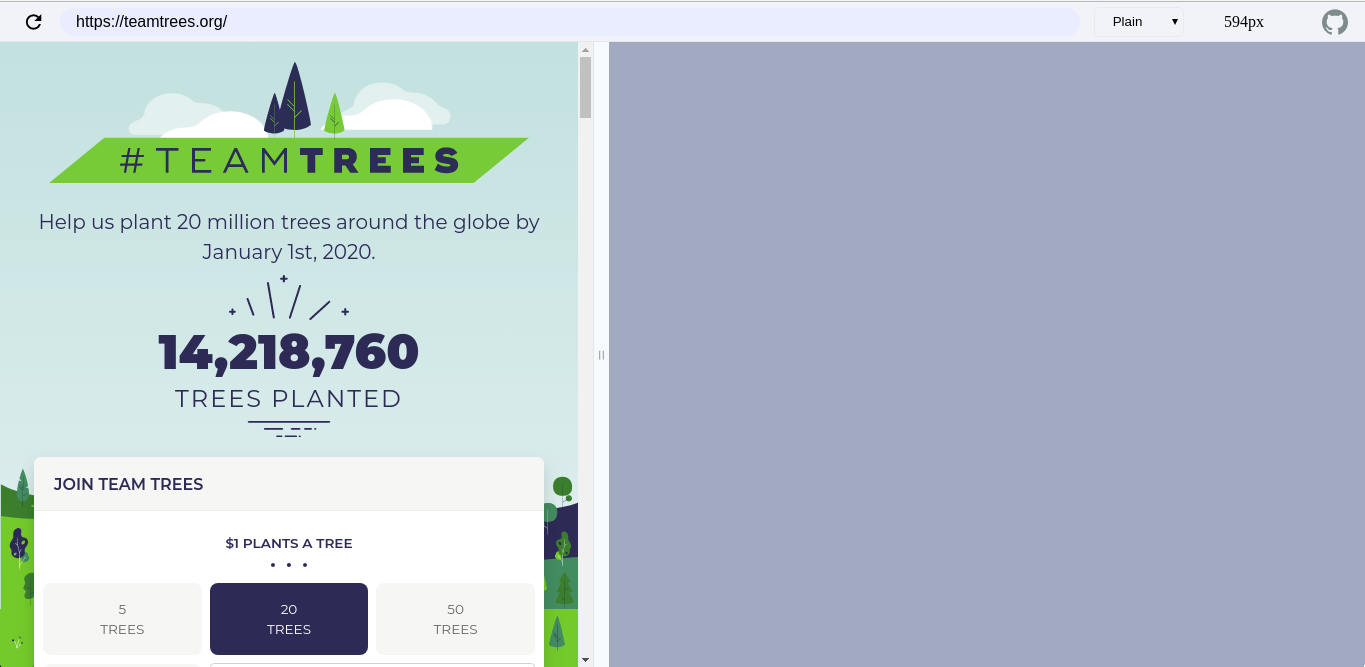 https://teamtrees.org/
Plain
594px
#TEAMTREES
Help us plant 20 million trees around the globe by
January 1st, 2020.
14,218,760
TREES PLANTED
JOIN TEAM TREES
$1 PLANTS A TREE
5
TREES
20
TREES
50
TREES